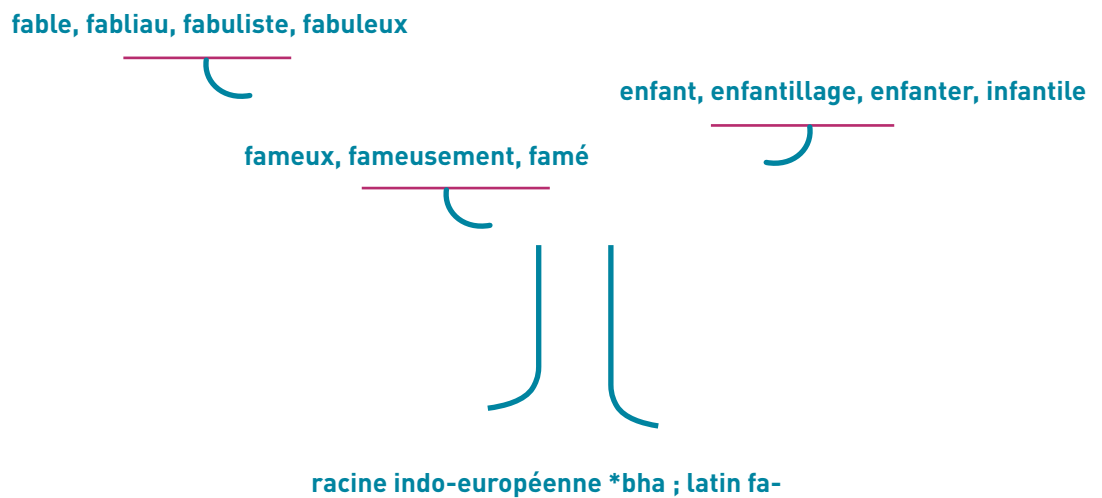 fable, fabliau, fabuliste, fabuleux
enfant, enfantillage, enfanter, infantile
fameux, fameusement, famé
racine indo-européenne *bha ; latin fa-